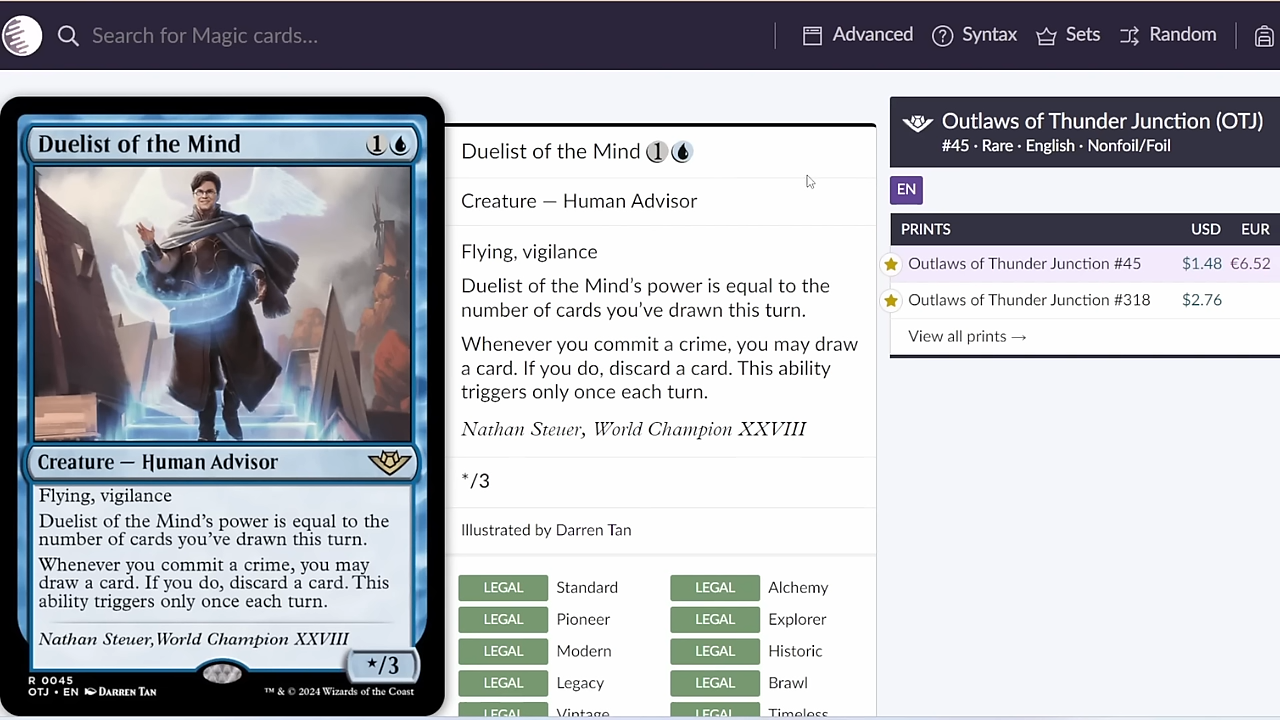 Search for Magic cards...
Advanced
Syntax
Sets
Random
Duelist of the Mind 1
Creature — Human Advisor
Flying, vigilance
Duelist of the Mind's power is equal to the
number of cards you've drawn this turn.
Whenever you commit a crime, you may
draw a card. If you do, discard a card. This
ability triggers only once each turn.
Nathan Steuer, World Champion XXVIII
*/3
R 0045
OTJ • EN DARREN TAN
™ & © 2024 Wizards of the Coast
Duelist of the Mind 1
Creature — Human Advisor
Flying, vigilance
Duelist of the Mind's power is equal to the
number of cards you've drawn this turn.
Whenever you commit a crime, you may draw
a card. If you do, discard a card. This ability
triggers only once each turn.
Nathan Steuer, World Champion XXVIII
*/3
Illustrated by Darren Tan
LEGAL Standard LEGAL Alchemy
LEGAL Pioneer LEGAL Explorer
LEGAL Modern LEGAL Historic
LEGAL Legacy LEGAL Brawl
LEGAL Vintage LEGAL Timeless
Outlaws of Thunder Junction (OTJ)
#45 · Rare · English · Nonfoil/Foil
EN
PRINTS USD EUR
Outlaws of Thunder Junction #45 $1.48 €6.52
Outlaws of Thunder Junction #318 $2.76
View all prints →